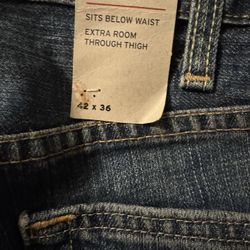 SITS BELOW WAIST
EXTRA ROOM
THROUGH THIGH
42 x 36